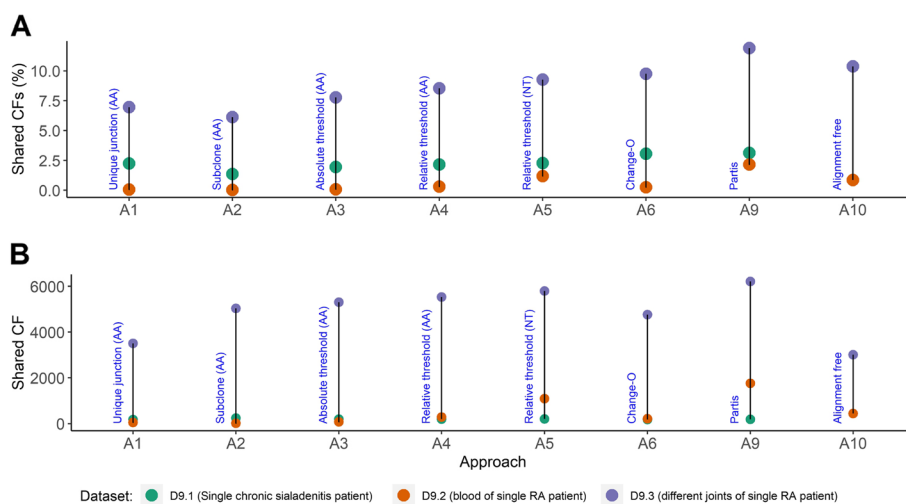 A
Shared CFs (%)
10.0
7.5
5.0
2.5
0.0
Unique junction (AA)
Subclone (AA)
Absolute threshold (AA)
Relative threshold (AA)
Relative threshold (NT)
Change-O
Partis
Alignment free
A1 A2 A3 A4 A5 A6 A9 A10
B
Shared CF
6000
4000
2000
0
Unique junction (AA)
Subclone (AA)
Absolute threshold (AA)
Relative threshold (AA)
Relative threshold (NT)
Change-O
Partis
Alignment free
A1 A2 A3 A4 A5 A6 A9 A10
Approach
Dataset: D9.1 (Single chronic sialadenitis patient) D9.2 (blood of single RA patient) D9.3 (different joints of single RA patient)